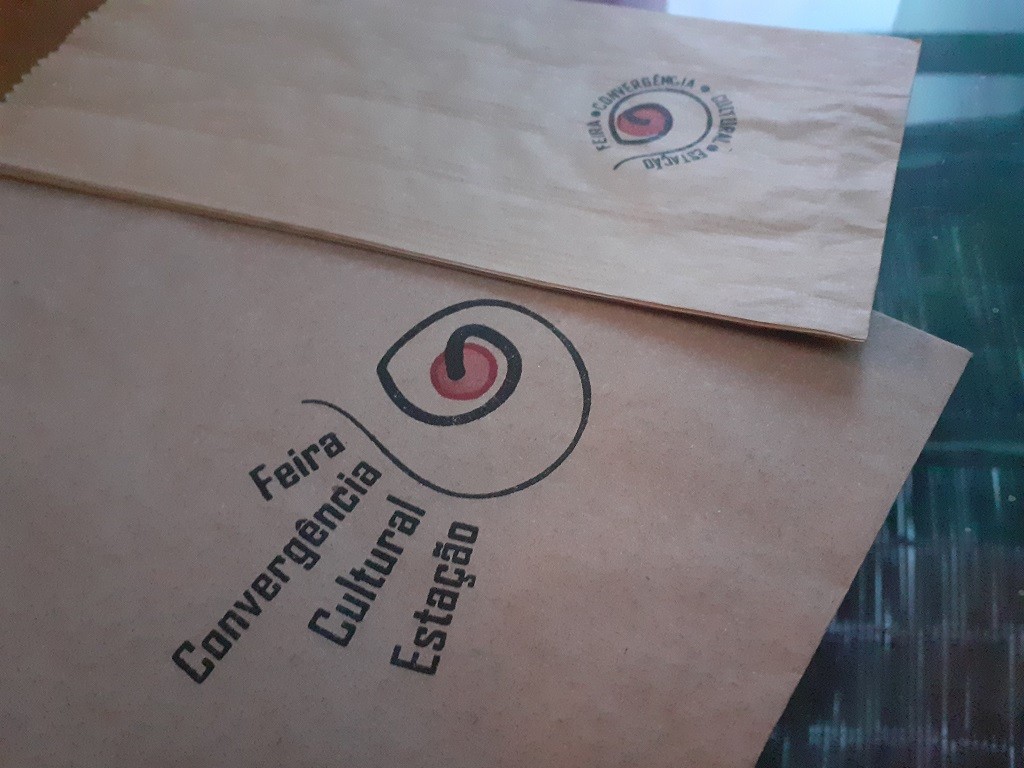 FEIRA • CONVERGÊNCIA • CULTURAL • ESTAÇÃO
Feira
Convergência
Cultural
Estação